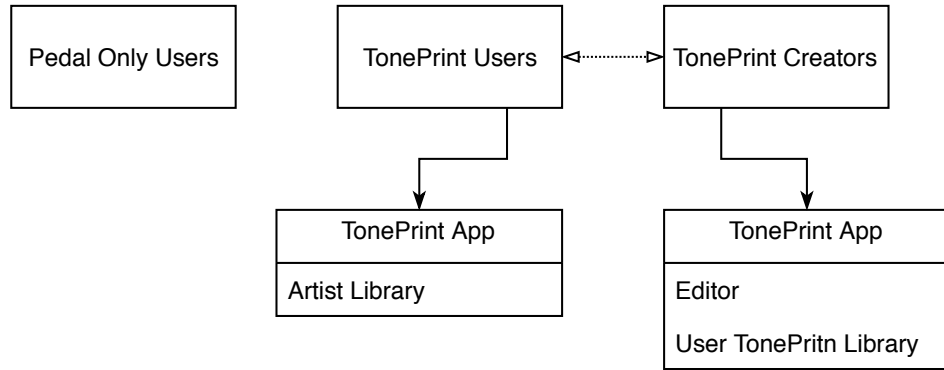 Pedal Only Users
TonePrint Users
TonePrint Creators
TonePrint App
Artist Library
TonePrint App
Editor
User TonePritn Library